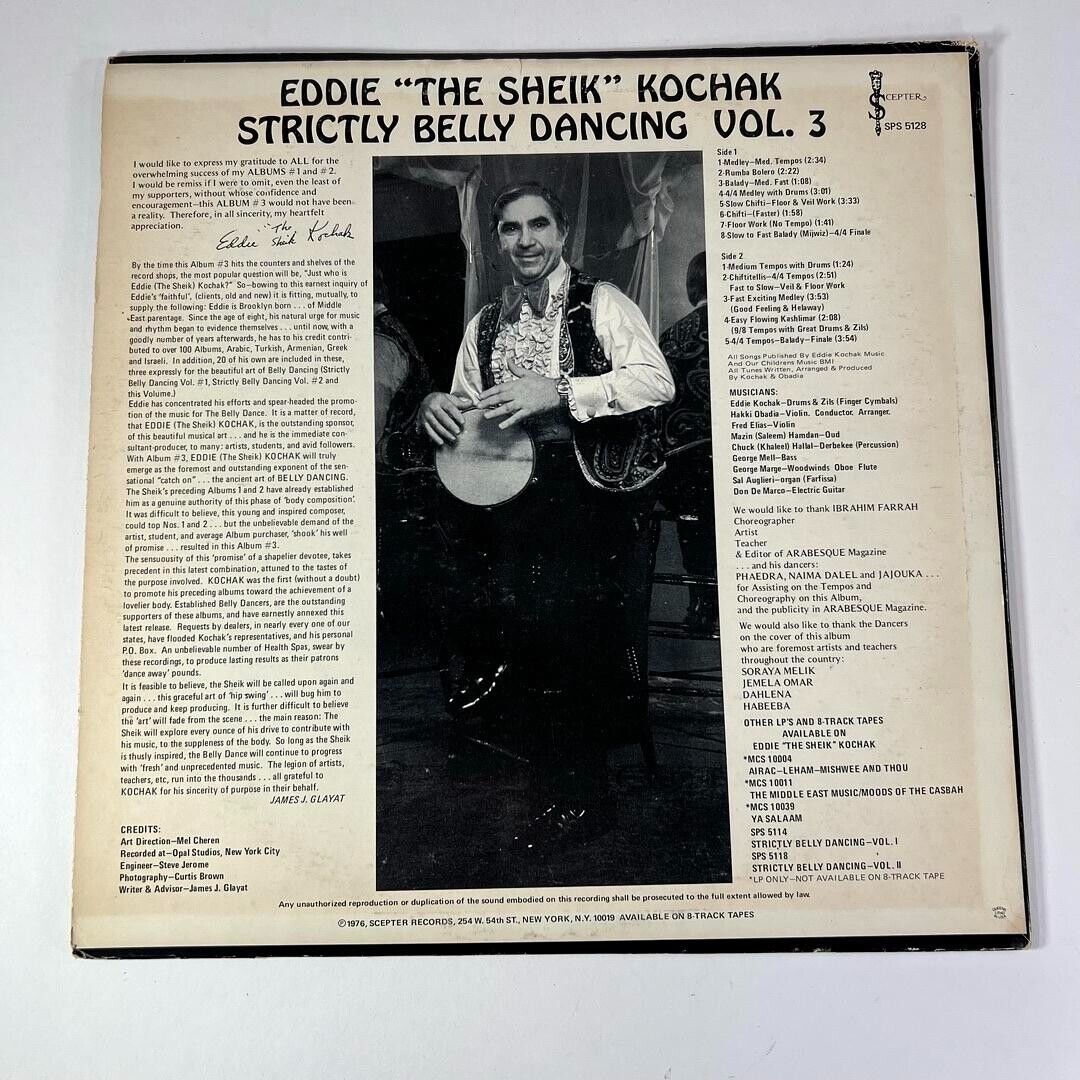 EDDIE “THE SHEIK” KOCHAK
STRICTLY BELLY DANCING VOL. 3
SCEPTER
SPS 5128
I would like to express my gratitude to ALL for the
overwhelming success of my ALBUMS #1 and #2.
I would be remiss if I were to omit, even the least of
my supporters, without whose confidence and
encouragement—this ALBUM #3 would not have been
a reality. Therefore, in all sincerity, my heartfelt
appreciation.
Eddie "The Sheik Kochak
By the time this Album #3 hits the counters and shelves of the
record shops, the most popular question will be, "Just who is
Eddie (The Sheik) Kochak?" So—bowing to this earnest inquiry of
Eddie's 'faithful', (clients, old and new) it is fitting, mutually, to
supply the following: Eddie is Brooklyn born . . . of Middle
East parentage. Since the age of eight, his natural urge for music
and rhythm began to evidence themselves . . . until now, with a
goodly number of years afterwards, he has to his credit contri-
buted to over 100 Albums, Arabic, Turkish, Armenian, Greek
and Israeli. In addition, 20 of his own are included in these,
three expressly for the beautiful art of Belly Dancing (Strictly
Belly Dancing Vol. #1, Strictly Belly Dancing Vol. #2 and
this Volume.)
Eddie has concentrated his efforts and spear-headed the promo-
tion of the music for The Belly Dance. It is a matter of record,
that EDDIE (The Sheik) KOCHAK, is the outstanding sponsor,
of this beautiful musical art . . . and he is the immediate con-
sultant-producer, to many: artists, students, and avid followers.
With Album #3, EDDIE (The Sheik) KOCHAK will truly
emerge as the foremost and outstanding exponent of the sen-
sational "catch on" . . . the ancient art of BELLY DANCING.
The Sheik's preceding Albums 1 and 2 have already established
him as a genuine authority of this phase of 'body composition'.
It was difficult to believe, this young and inspired composer,
could top Nos. 1 and 2 . . . but the unbelievable demand of the
artist, student, and average Album purchaser, 'shook' his well
of promise . . . resulted in this Album #3.
The sensuousity of this 'promise' of a shapelier devotee, takes
precedent in this latest combination, attuned to the tastes of
the purpose involved. KOCHAK was the first (without a doubt)
to promote his preceding albums toward the achievement of a
lovelier body. Established Belly Dancers, are the outstanding
supporters of these albums, and have earnestly annexed this
latest release. Requests by dealers, in nearly every one of our
states, have flooded Kochak's representatives, and his personal
P.O. Box. An unbelievable number of Health Spas, swear by
these recordings, to produce lasting results as their patrons
'dance away' pounds.
It is feasible to believe, the Sheik will be called upon again and
again . . . this graceful art of 'hip swing' . . . will bug him to
produce and keep producing. It is further difficult to believe
the 'art' will fade from the scene . . . the main reason: The
Sheik will explore every ounce of his drive to contribute with
his music, to the suppleness of the body. So long as the Sheik
is thusly inspired, the Belly Dance will continue to progress
with 'fresh' and unprecedented music. The legion of artists,
teachers, etc, run into the thousands . . . all grateful to
KOCHAK for his sincerity of purpose in their behalf.
JAMES J. GLAYAT
CREDITS:
Art Direction—Mel Cheren
Recorded at—Opal Studios, New York City
Engineer—Steve Jerome
Photography—Curtis Brown
Writer & Advisor—James J. Glayat
Side 1
1-Medley—Med. Tempos (2:34)
2-Rumba Bolero (2:22)
3-Balady—Med. Fast (1:08)
4-4/4 Medley with Drums (3:01)
5-Slow Chifti—Floor & Veil Work (3:33)
6-Chifti—(Faster) (1:58)
7-Floor Work (No Tempo) (1:41)
8-Slow to Fast Balady (Mijwiz)—4/4 Finale
Side 2
1-Medium Tempos with Drums (1:24)
2-Chiftitellis—4/4 Tempos (2:51)
Fast to Slow—Veil & Floor Work
3-Fast Exciting Medley (3:53)
(Good Feeling & Helaway)
4-Easy Flowing Kashlimar (2:08)
(9/8 Tempos with Great Drums & Zils)
5-4/4 Tempos—Balady—Finale (3:54)
All Songs Published By Eddie Kochak Music
And Our Childrens Music BMI
All Tunes Written, Arranged & Produced
By Kochak & Obadia
MUSICIANS:
Eddie Kochak—Drums & Zils (Finger Cymbals)
Hakki Obadia—Violin. Conductor. Arranger.
Fred Elias—Violin
Mazin (Saleem) Hamdan—Oud
Chuck (Khaleel) Hallal—Derbekee (Percussion)
George Mell—Bass
George Marge—Woodwinds Oboe Flute
Sal Auglieri—organ (Farfissa)
Don De Marco—Electric Guitar
We would like to thank IBRAHIM FARRAH
Choreographer
Artist
Teacher
& Editor of ARABESQUE Magazine
. . . and his dancers:
PHAEDRA, NAIMA DALEL and JAJOUKA . . .
for Assisting on the Tempos and
Choreography on this Album,
and the publicity in ARABESQUE Magazine.
We would also like to thank the Dancers
on the cover of this album
who are foremost artists and teachers
throughout the country:
SORAYA MELIK
JEMELA OMAR
DAHLENA
HABEEBA
OTHER LP'S AND 8-TRACK TAPES
AVAILABLE ON
EDDIE "THE SHEIK" KOCHAK
*MCS 10004
AIRAC—LEHAM—MISHWEE AND THOU
*MCS 10011
THE MIDDLE EAST MUSIC/MOODS OF THE CASBAH
*MCS 10039
YA SALAAM
SPS 5114
STRICTLY BELLY DANCING—VOL. I
SPS 5118
STRICTLY BELLY DANCING—VOL. II
*LP ONLY—NOT AVAILABLE ON 8-TRACK TAPE
Any unauthorized reproduction or duplication of the sound embodied on this recording shall be prosecuted to the full extent allowed by law.
℗1976, SCEPTER RECORDS, 254 W. 54th ST., NEW YORK, N.Y. 10019 AVAILABLE ON 8-TRACK TAPES